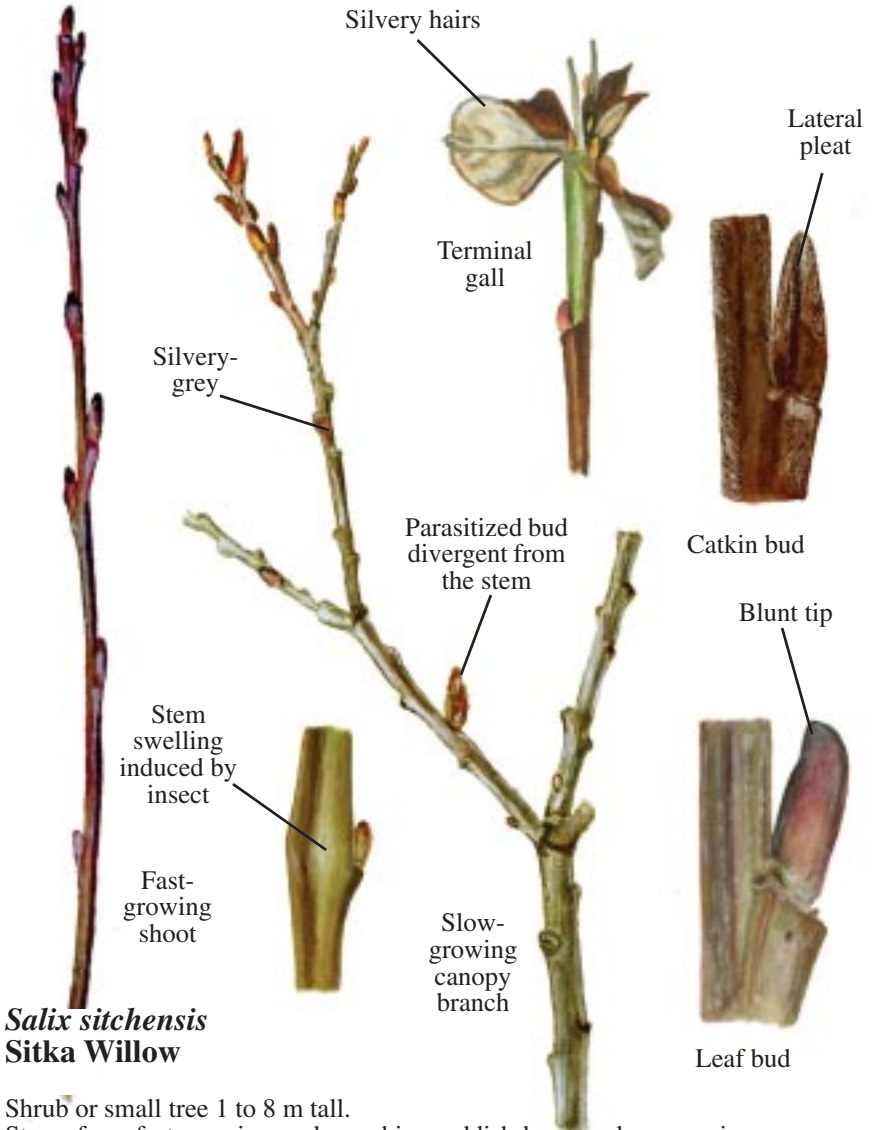 Silvery hairs
Lateral
pleat
Terminal
gall
Silvery-
grey
Parasitized bud
divergent from
the stem
Catkin bud
Blunt tip
Stem
swelling
induced by
insect
Fast-
growing
shoot
Slow-
growing
canopy
branch
Leaf bud
Salix sitchensis
Sitka Willow
Shrub or small tree 1 to 8 m tall.